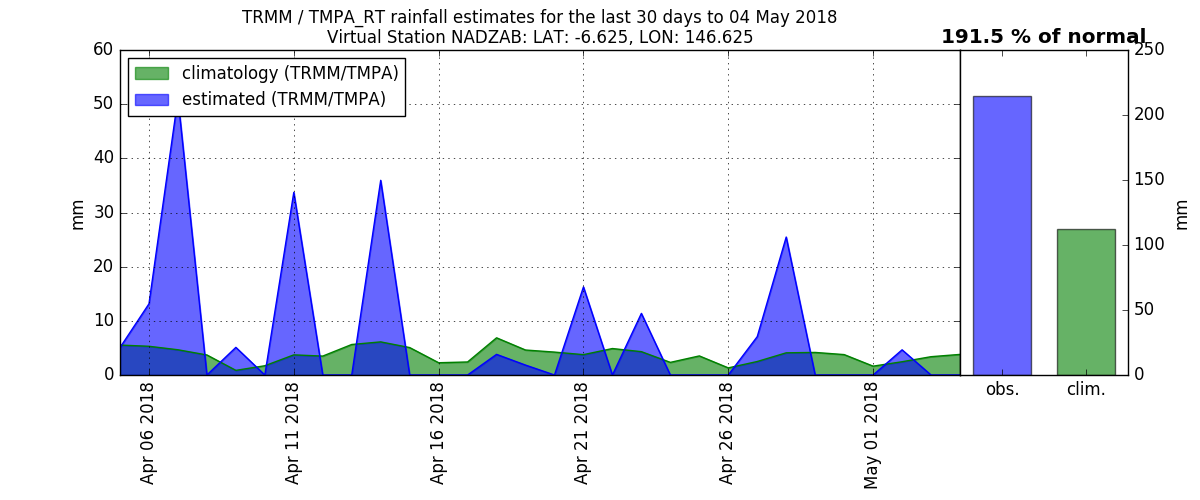 TRMM / TMPA_RT rainfall estimates for the last 30 days to 04 May 2018
Virtual Station NADZAB: LAT: -6.625, LON: 146.625
191.5 % of normal
climatology (TRMM/TMPA)
estimated (TRMM/TMPA)
60
50
40
30
20
10
0
mm
Apr 06 2018
Apr 11 2018
Apr 16 2018
Apr 21 2018
Apr 26 2018
May 01 2018
250
200
150
100
50
0
mm
obs.
clim.